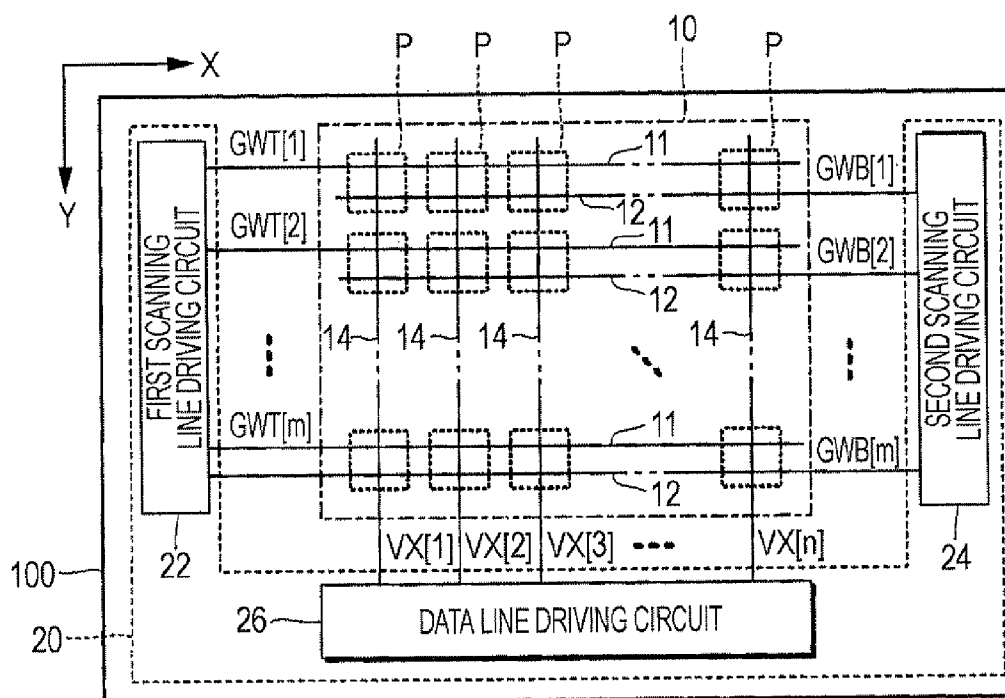 P P P 10 P
X
Y
GWT[1] 11 GWB[1]
12
GWT[2] 11 GWB[2]
12
14 14 14 14
FIRST SCANNING
LINE DRIVING CIRCUIT
SECOND SCANNING
LINE DRIVING CIRCUIT
GWT[m] 11 GWB[m]
12
22 VX[1] VX[2] VX[3] VX[n] 24
100
26 DATA LINE DRIVING CIRCUIT
20